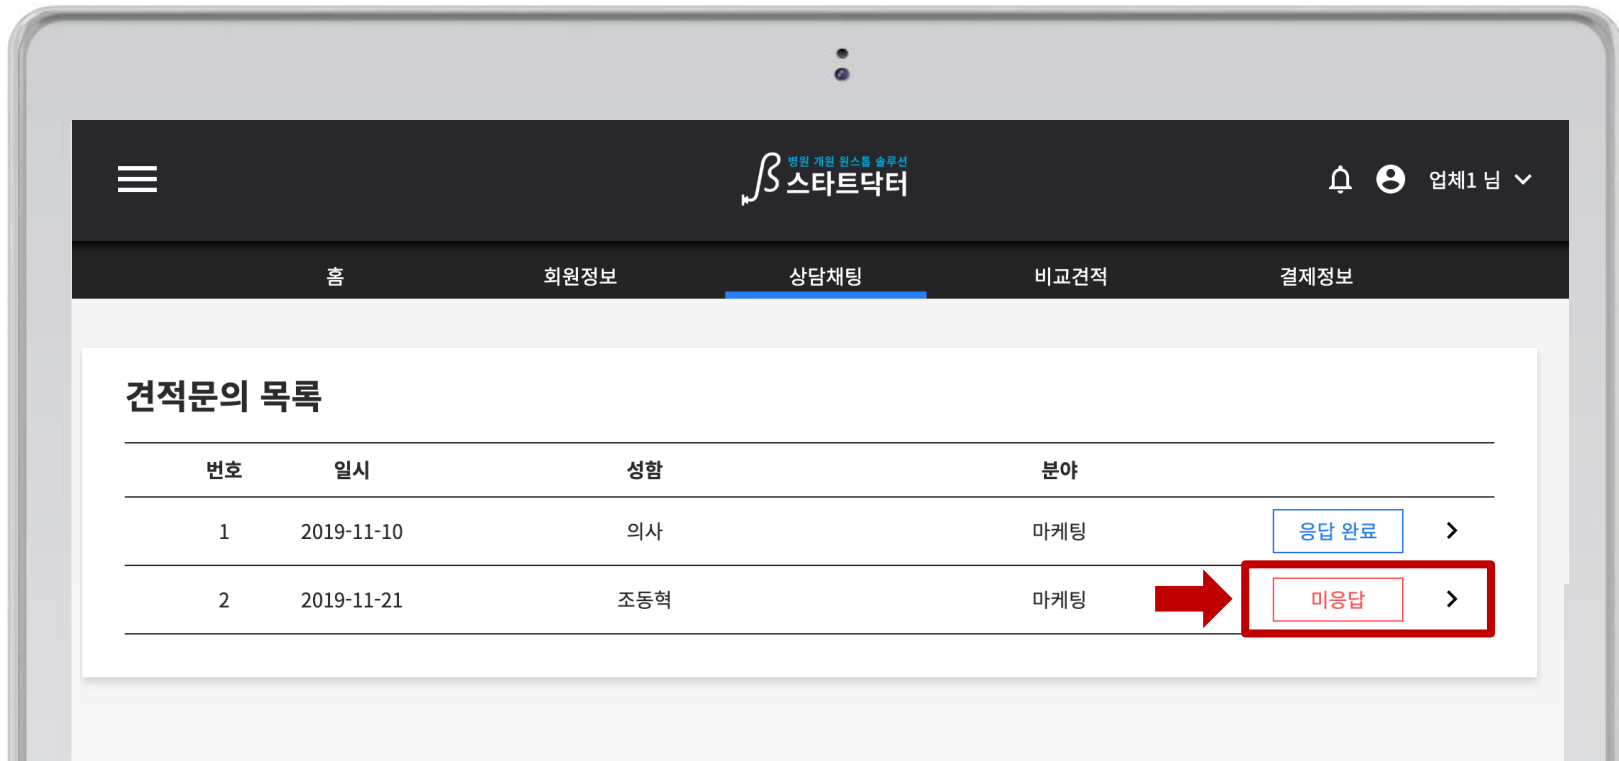 병원 개원 원스톱 솔루션
스타트닥터
업체1 님
홈 회원정보 상담채팅 비교견적 결제정보
견적문의 목록
번호 일시 성함 분야
1 2019-11-10 의사 마케팅 응답 완료
2 2019-11-21 조동혁 마케팅 미응답